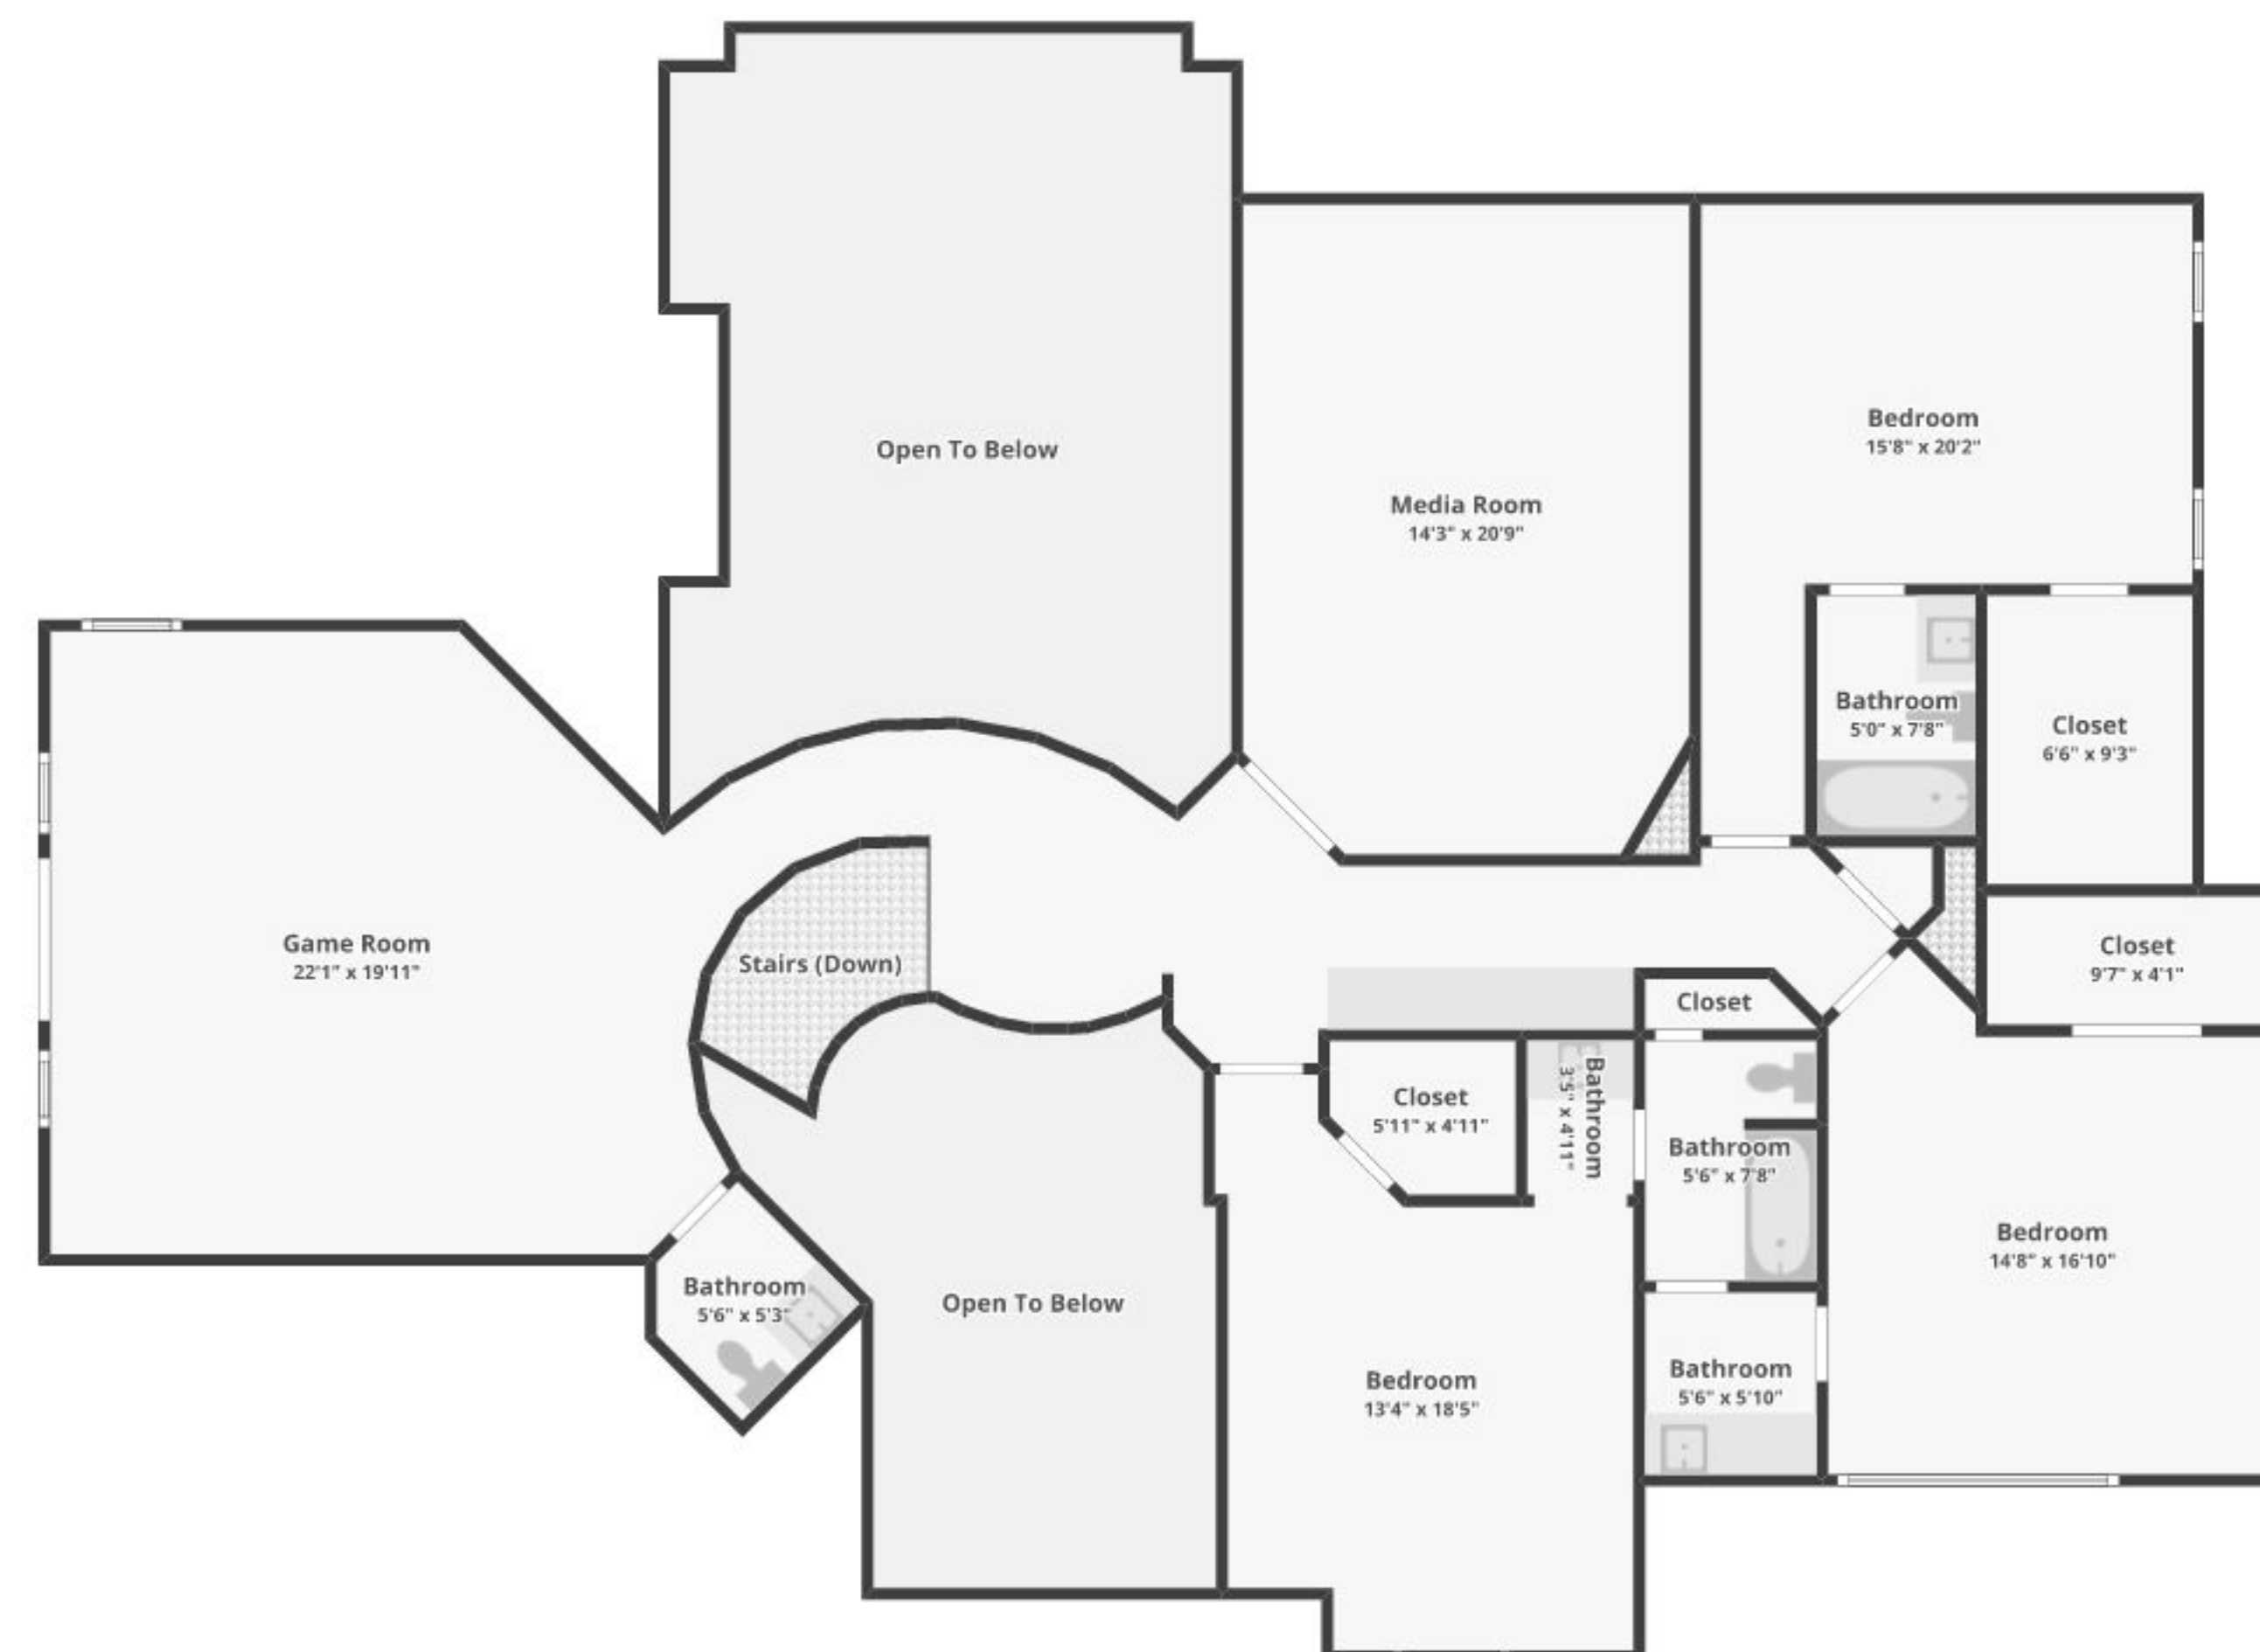 Open To Below
Bedroom
15'8" x 20'2"
Media Room
14'3" x 20'9"
Bathroom
5'0" x 7'8"
Closet
6'6" x 9'3"
Game Room
22'1" x 19'11"
Stairs (Down)
Closet
9'7" x 4'1"
Closet
Closet
5'11" x 4'11"
Bathroom
3'5" x 4'11"
Bathroom
5'6" x 7'8"
Bedroom
14'8" x 16'10"
Bathroom
5'6" x 5'3"
Open To Below
Bedroom
13'4" x 18'5"
Bathroom
5'6" x 5'10"